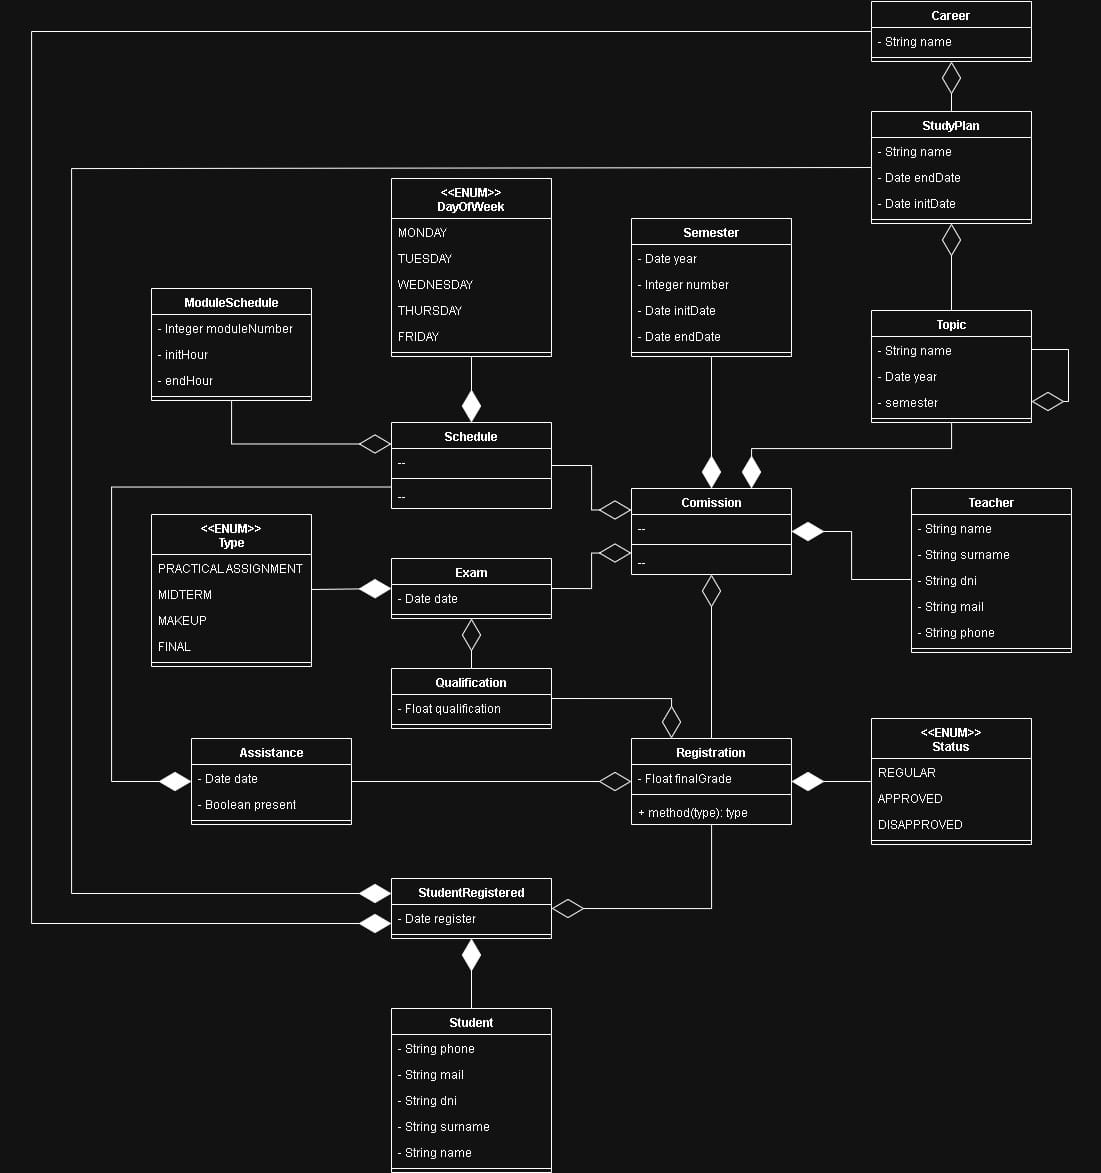 Career
- String name
StudyPlan
- String name
- Date endDate
- Date initDate
<<ENUM>>
DayOfWeek
MONDAY
TUESDAY
WEDNESDAY
THURSDAY
FRIDAY
Semester
- Date year
- Integer number
- Date initDate
- Date endDate
ModuleSchedule
- Integer moduleNumber
- initHour
- endHour
Topic
- String name
- Date year
- semester
Schedule
--
--
Comission
--
--
Teacher
- String name
- String surname
- String dni
- String mail
- String phone
<<ENUM>>
Type
PRACTICAL ASSIGNMENT
MIDTERM
MAKEUP
FINAL
Exam
- Date date
Qualification
- Float qualification
Assistance
- Date date
- Boolean present
Registration
- Float finalGrade
+ method(type): type
<<ENUM>>
Status
REGULAR
APPROVED
DISAPPROVED
StudentRegistered
- Date register
Student
- String phone
- String mail
- String dni
- String surname
- String name